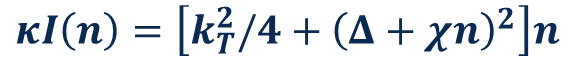 κI(n) = [k_T^2/4 + (Δ + χn)^2]n